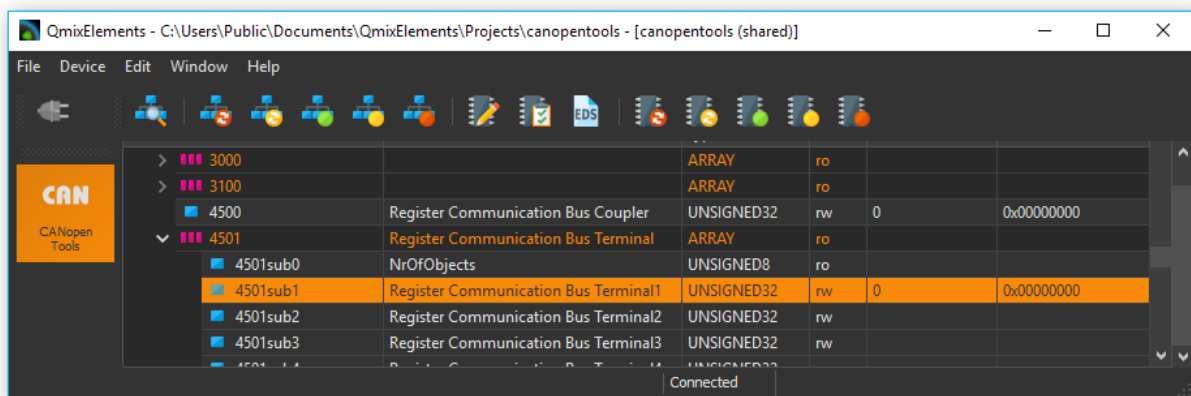 QmixElements - C:\Users\Public\Documents\QmixElements\Projects\canopentools - [canopentools (shared)]
File Device Edit Window Help
EDS
CAN
CANopen
Tools
3000 ARRAY ro
3100 ARRAY ro
4500 Register Communication Bus Coupler UNSIGNED32 rw 0 0x00000000
4501 Register Communication Bus Terminal ARRAY ro
4501sub0 NrOfObjects UNSIGNED8 ro
4501sub1 Register Communication Bus Terminal1 UNSIGNED32 rw 0 0x00000000
4501sub2 Register Communication Bus Terminal2 UNSIGNED32 rw
4501sub3 Register Communication Bus Terminal3 UNSIGNED32 rw
Connected